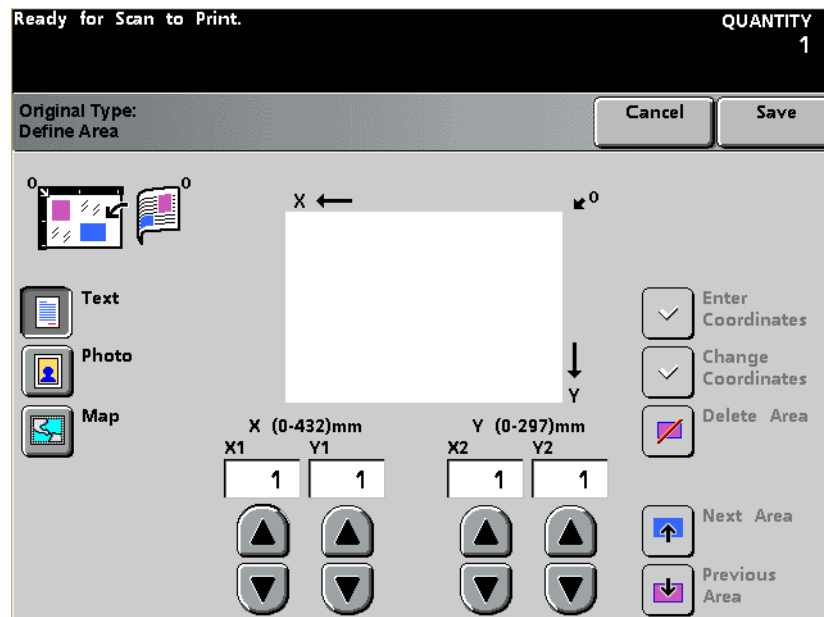 Ready for Scan to Print.
QUANTITY
1
Original Type:
Define Area
Cancel
Save
0
0
X
0
Text
Photo
Map
Y
Enter
Coordinates
Change
Coordinates
Delete Area
X (0-432)mm
Y (0-297)mm
X1
Y1
X2
Y2
1
1
1
1
Next Area
Previous
Area